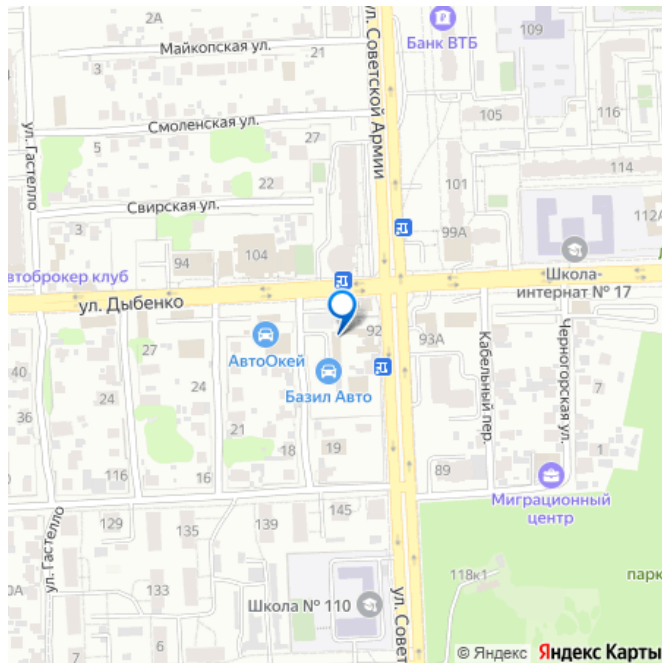 2А
Майкопская ул.
21
3
ул. Советской Армии
Банк ВТБ
109
105
116
Смоленская ул.
27
5
ул. Гастелло
22
Свирская ул.
3
101
114
99А
112А
104
94
втоброкер клуб
ул. Дыбенко
Школа-
интернат № 17
27
АвтоОкей
92
93А
Кабельный пер.
Черногорская ул.
40
36
24
Базил Авто
7
21
18
19
1
24
116
16
89
Миграционный
центр
129
135
139
145
ул. Гастелло
133
118к1
парк
0А
Школа № 110
7
6
ул. Совет
© Яндекс Яндекс Карты